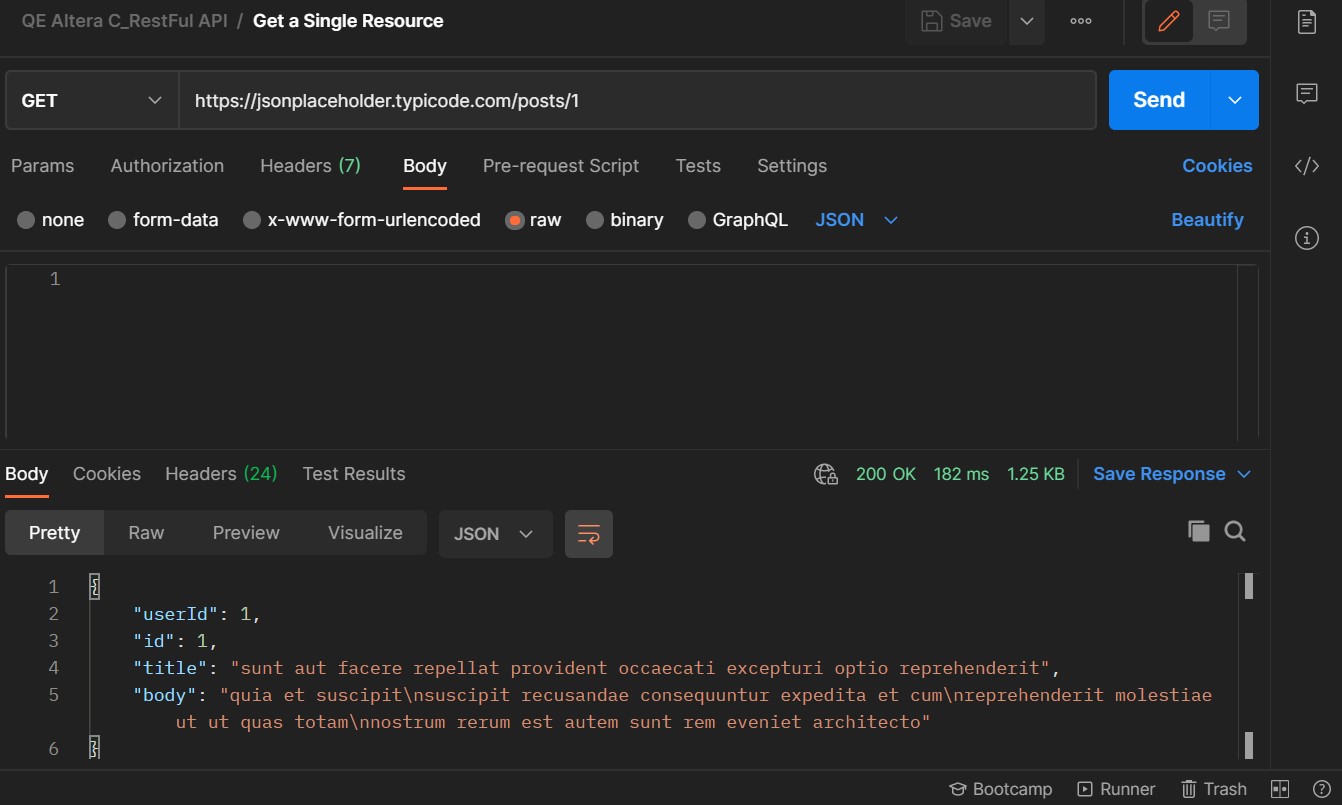 QE Altera C_RestFul API / Get a Single Resource
Save
GET https://jsonplaceholder.typicode.com/posts/1 Send
Params Authorization Headers (7) Body Pre-request Script Tests Settings Cookies
none form-data x-www-form-urlencoded raw binary GraphQL JSON Beautify
1
Body Cookies Headers (24) Test Results 200 OK 182 ms 1.25 KB Save Response
Pretty Raw Preview Visualize JSON
1 {
2 "userId": 1,
3 "id": 1,
4 "title": "sunt aut facere repellat provident occaecati excepturi optio reprehenderit",
5 "body": "quia et suscipit\nsuscipit recusandae consequuntur expedita et cum\nreprehenderit molestiae
ut ut quas totam\nnostrum rerum est autem sunt rem eveniet architecto"
6 }
Bootcamp Runner Trash